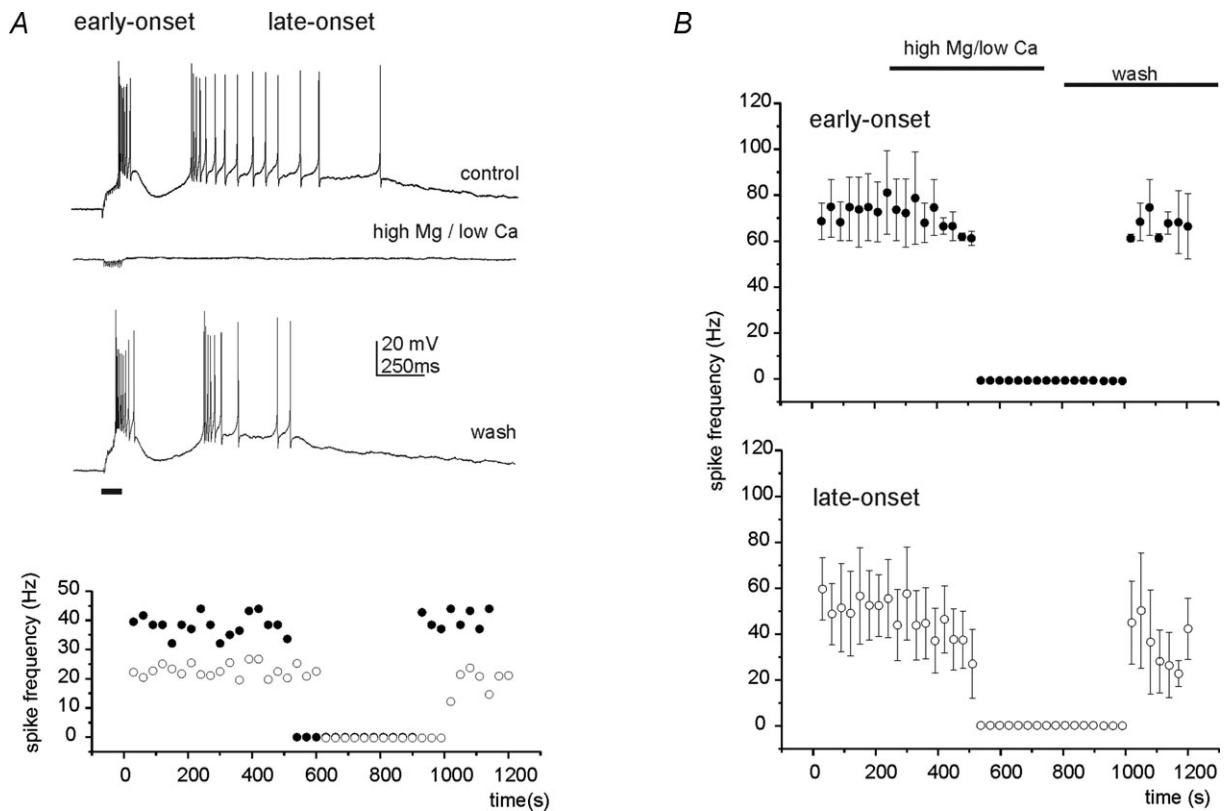 A
early-onset late-onset
control
high Mg / low Ca
20 mV
250ms
wash
50
40
30
20
10
0
spike frequency (Hz)
0 200 400 600 800 1000 1200
time(s)
B
high Mg/low Ca
wash
120
100
80
60
40
20
0
early-onset
spike frequency (Hz)
120
100
80
60
40
20
0
late-onset
0 200 400 600 800 1000 1200
time (s)